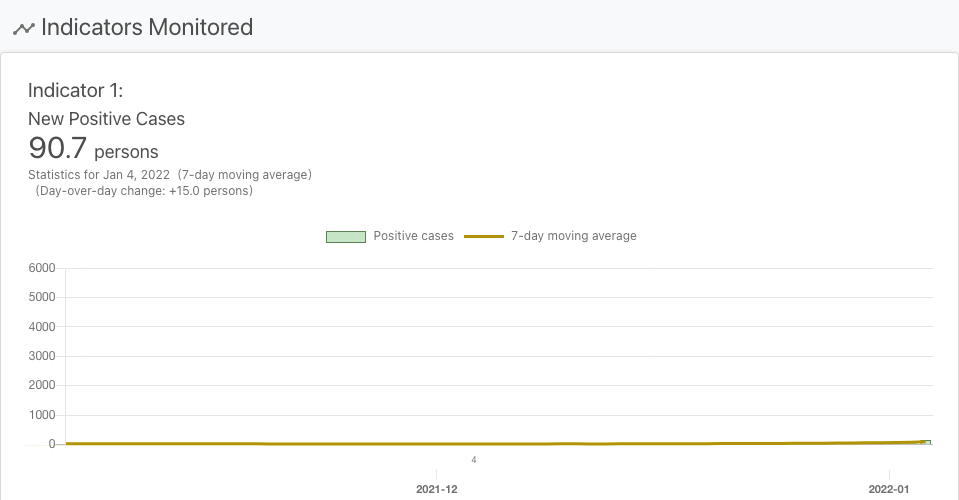 Indicators Monitored
Indicator 1:
New Positive Cases
90.7 persons
Statistics for Jan 4, 2022 (7-day moving average)
(Day-over-day change: +15.0 persons)
Positive cases 7-day moving average
6000
5000
4000
3000
2000
1000
0
4
2021-12 2022-01